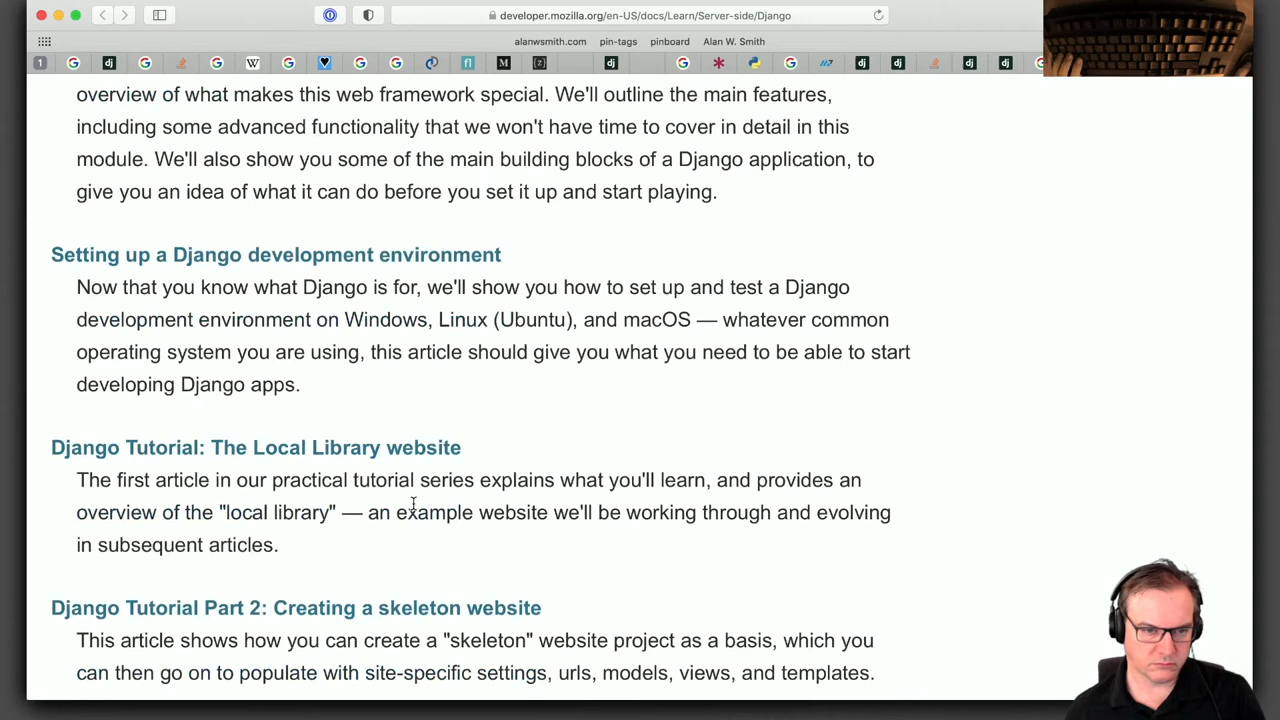 developer.mozilla.org/en-US/docs/Learn/Server-side/Django
alanwsmith.com pin-tags pinboard Alan W. Smith
1
overview of what makes this web framework special. We'll outline the main features,
including some advanced functionality that we won't have time to cover in detail in this
module. We'll also show you some of the main building blocks of a Django application, to
give you an idea of what it can do before you set it up and start playing.
Setting up a Django development environment
Now that you know what Django is for, we'll show you how to set up and test a Django
development environment on Windows, Linux (Ubuntu), and macOS — whatever common
operating system you are using, this article should give you what you need to be able to start
developing Django apps.
Django Tutorial: The Local Library website
The first article in our practical tutorial series explains what you'll learn, and provides an
overview of the "local library" — an example website we'll be working through and evolving
in subsequent articles.
Django Tutorial Part 2: Creating a skeleton website
This article shows how you can create a "skeleton" website project as a basis, which you
can then go on to populate with site-specific settings, urls, models, views, and templates.